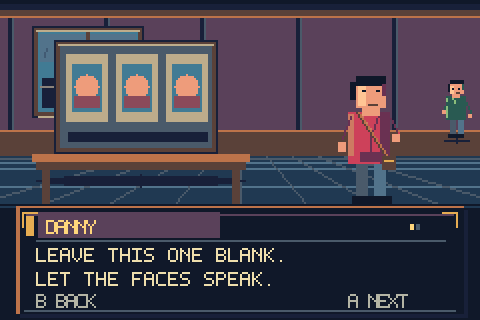 DANNY
LEAVE THIS ONE BLANK.
LET THE FACES SPEAK.
B BACK
A NEXT